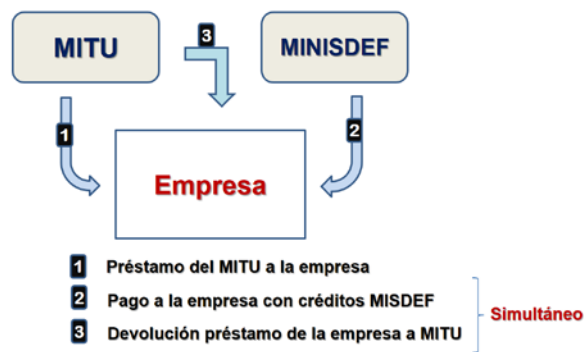 3
MITU
MINISDEF
1
2
Empresa
1 Préstamo del MITU a la empresa
2 Pago a la empresa con créditos MISDEF
Simultáneo
3 Devolución préstamo de la empresa a MITU